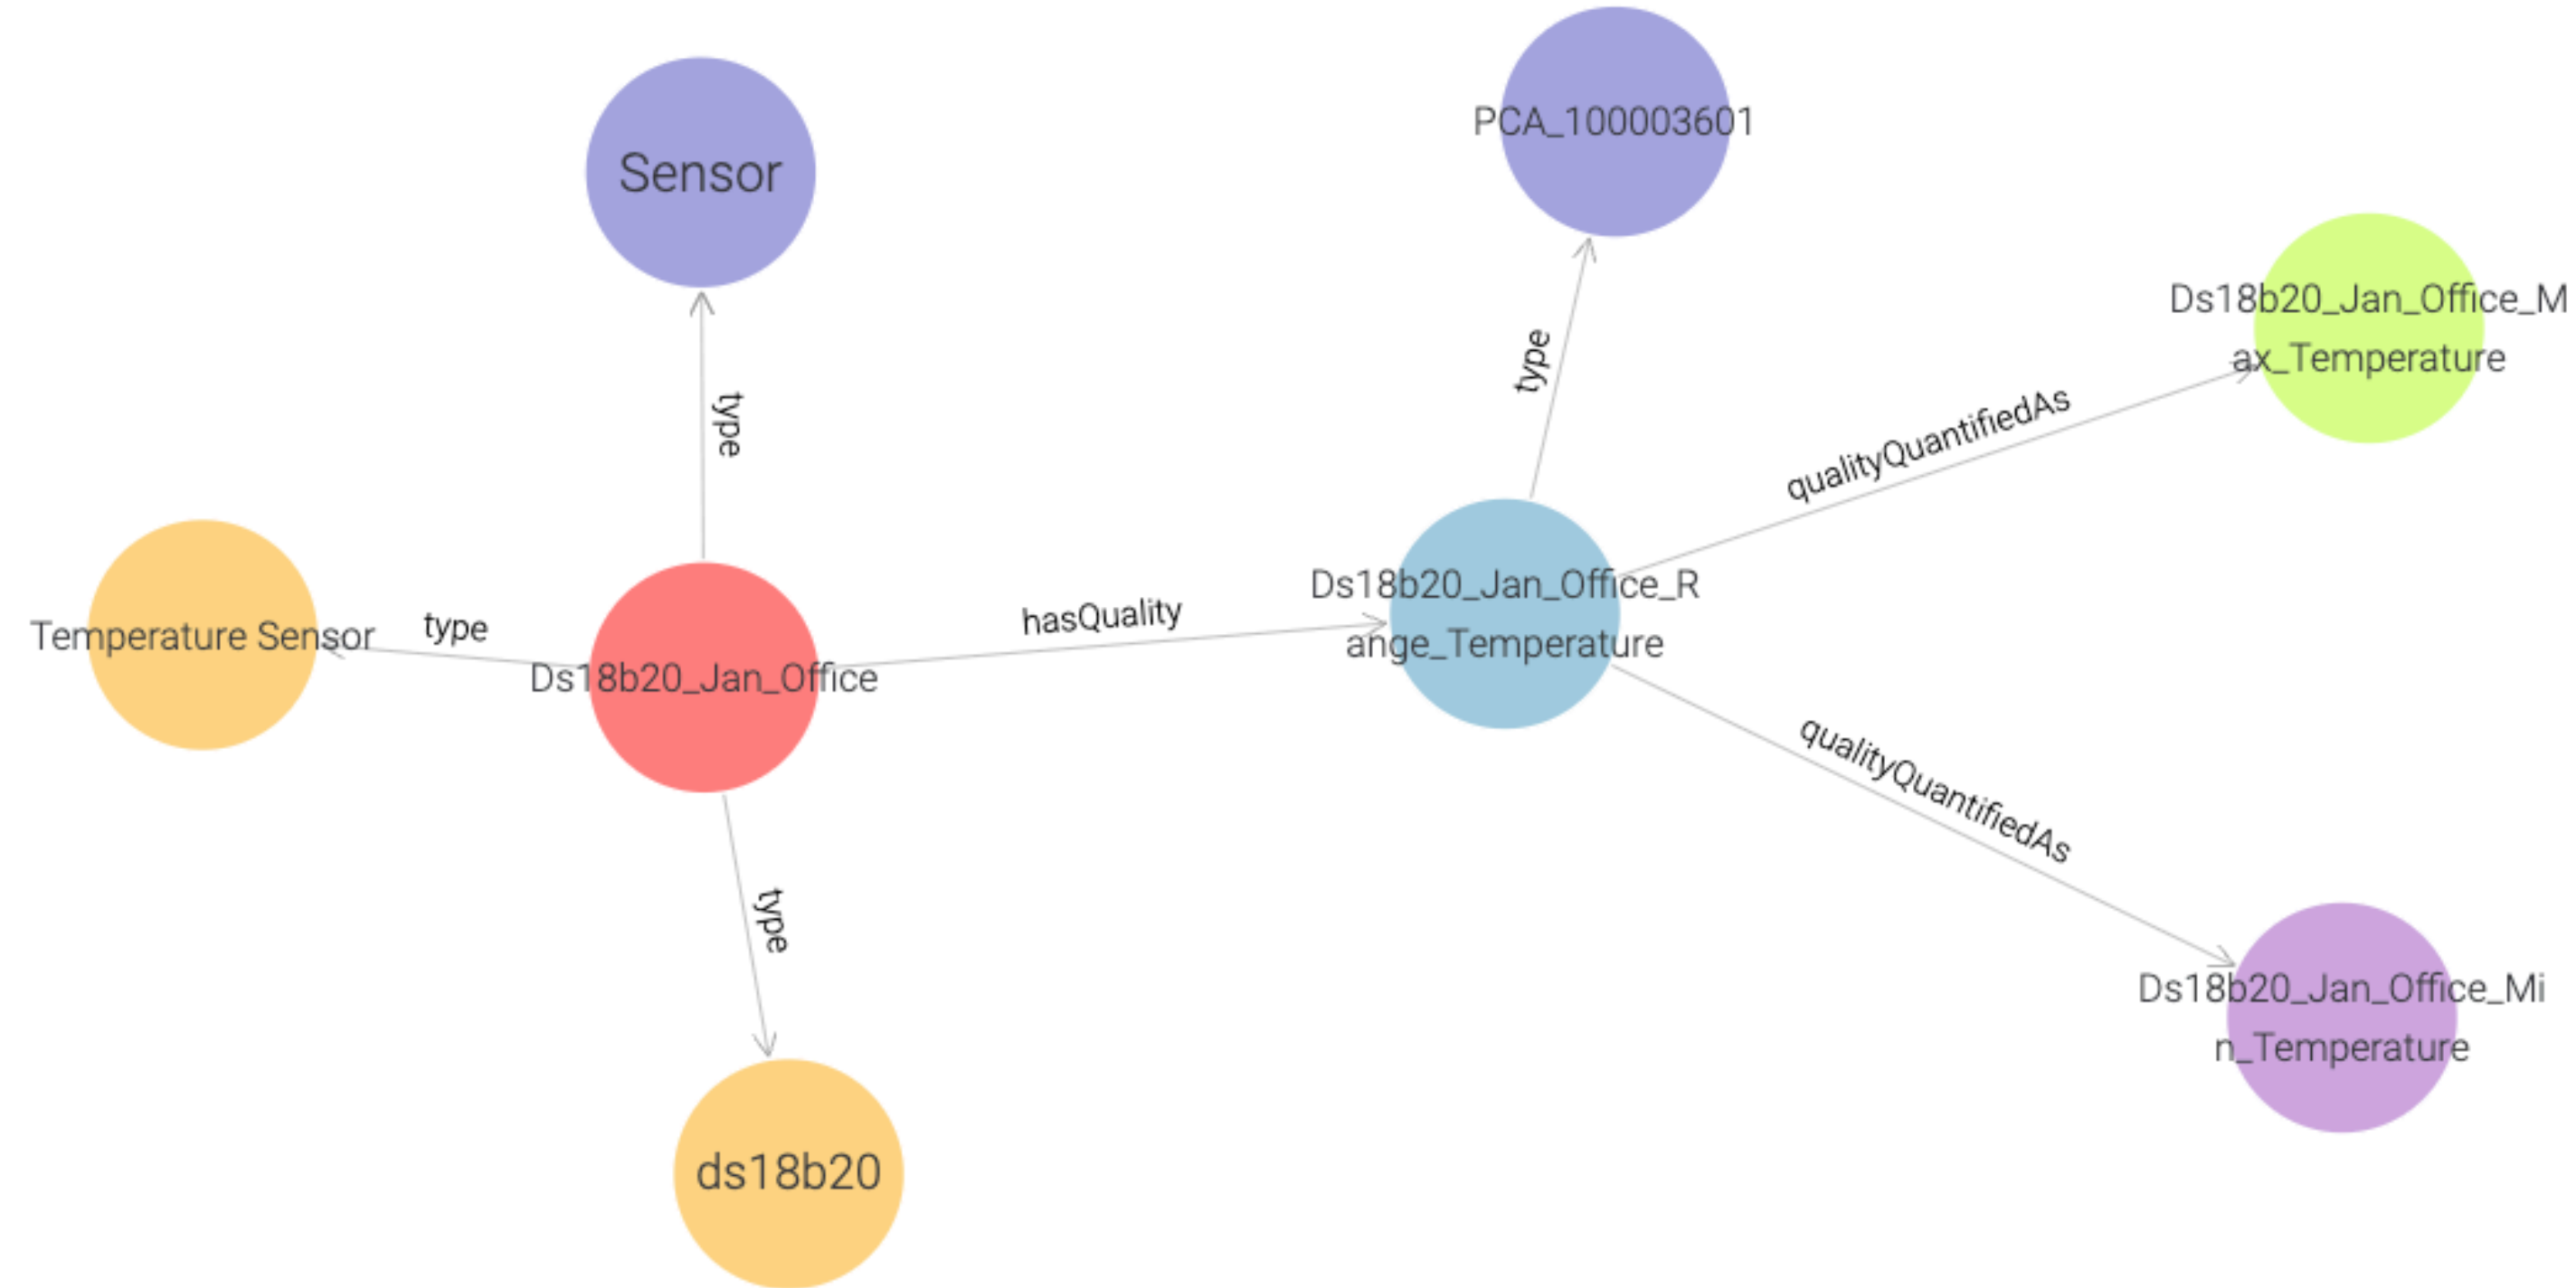 PCA_100003601
Sensor
Ds18b20_Jan_Office_M
ax_Temperature
type
qualityQuantifiedAs
type
Ds18b20_Jan_Office_R
ange_Temperature
hasQuality
type
Temperature Sensor
Ds18b20_Jan_Office
qualityQuantifiedAs
type
Ds18b20_Jan_Office_Mi
n_Temperature
ds18b20